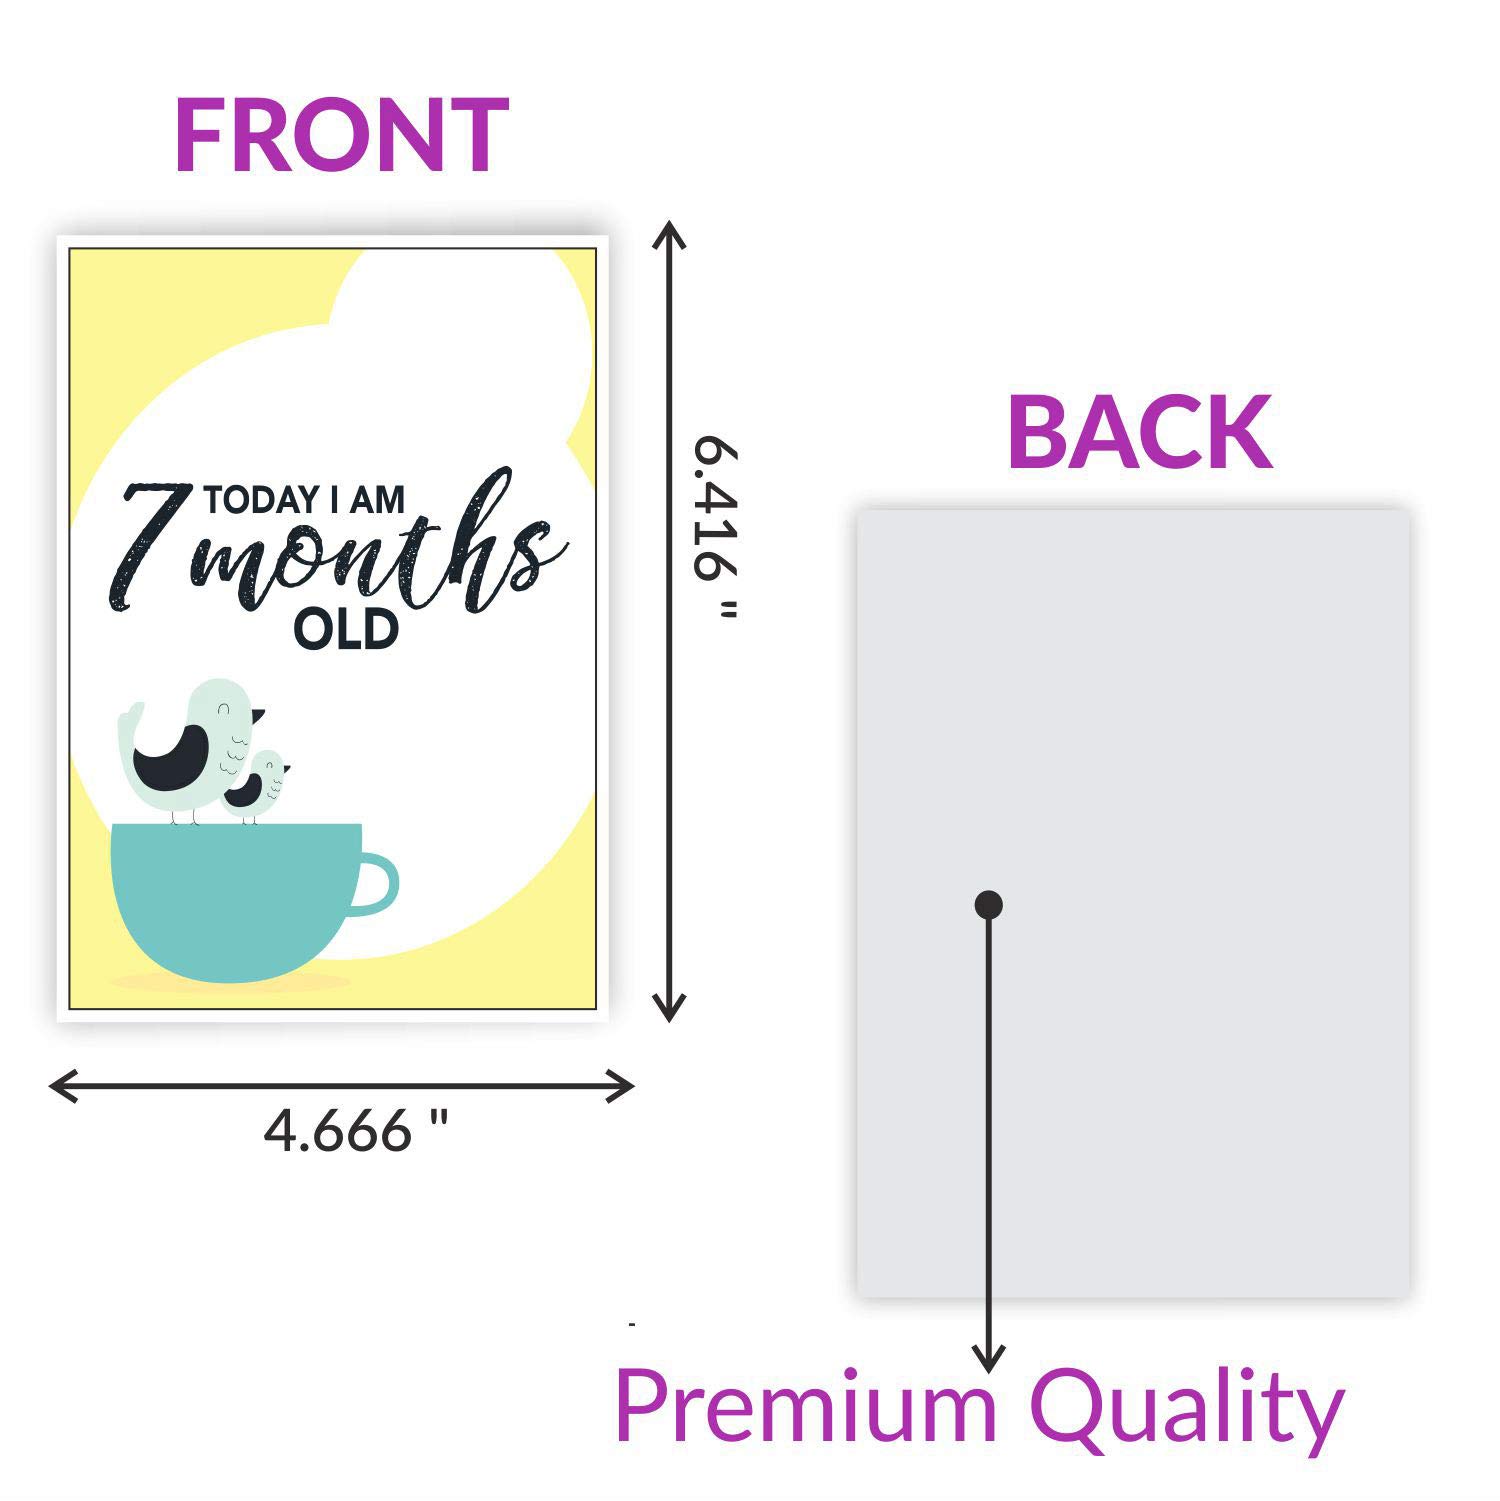 FRONT
TODAY I AM
7 months
OLD
6.416 "
4.666 "
BACK
-
Premium Quality